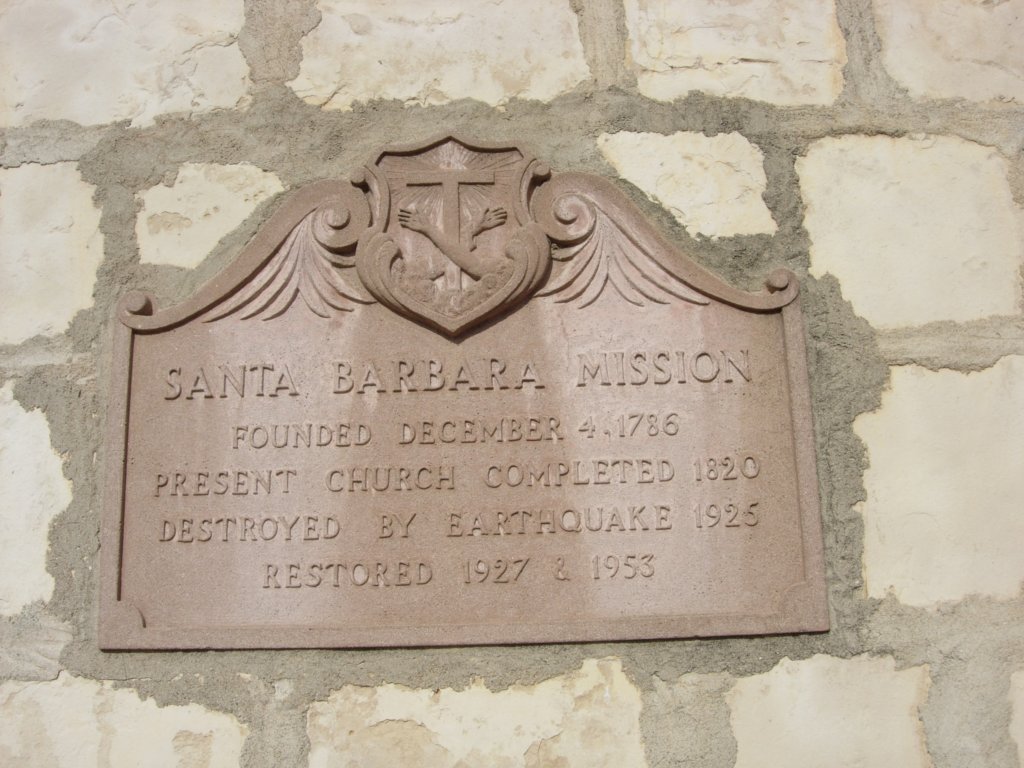 SANTA BARBARA MISSION
FOUNDED DECEMBER 4, 1786
PRESENT CHURCH COMPLETED 1820
DESTROYED BY EARTHQUAKE 1925
RESTORED 1927 & 1953